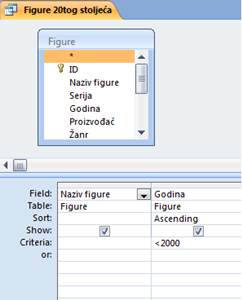 Figure 20tog stoljeća
Figure
*
ID
Naziv figure
Serija
Godina
Proizvođač
Žanr
Field: Naziv figure Godina
Table: Figure Figure
Sort: Ascending
Show:
Criteria: <2000
or: